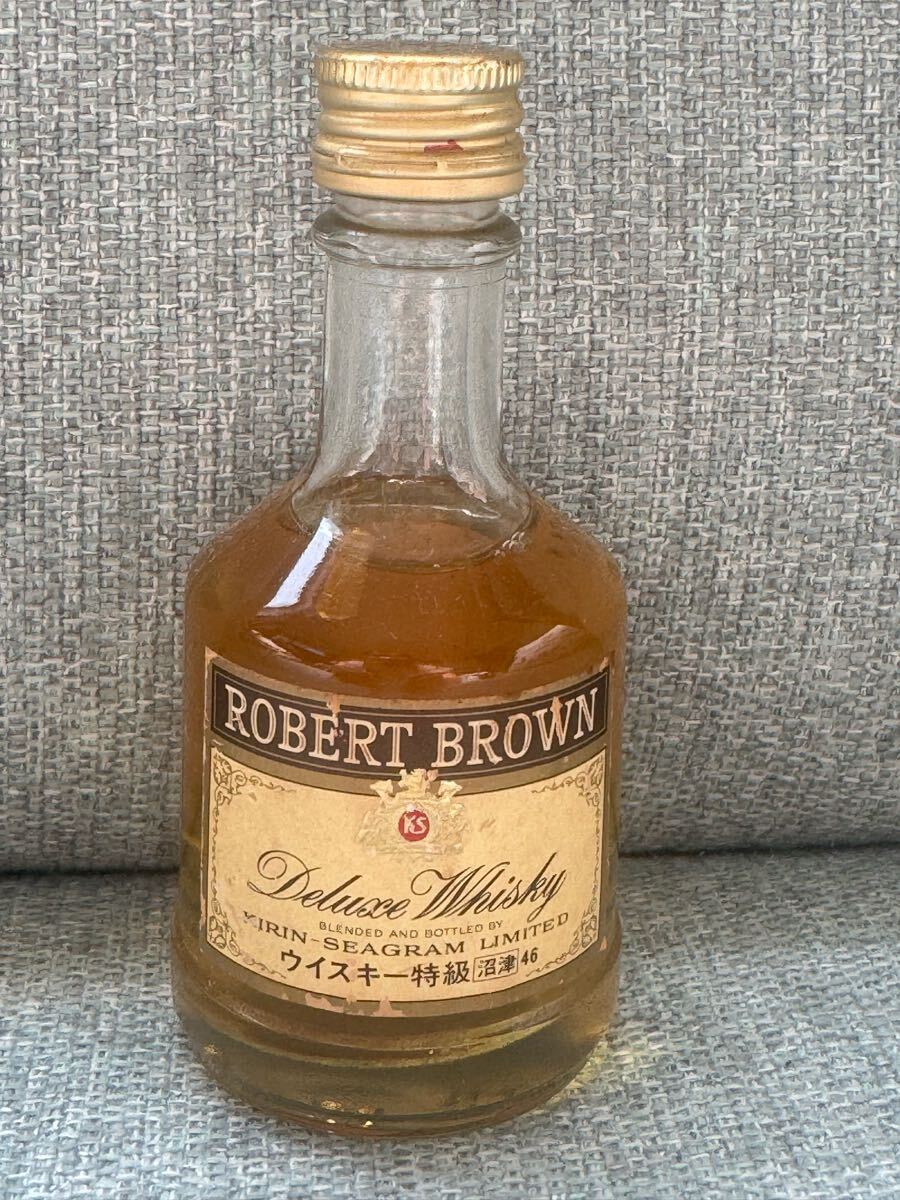 ROBERT BROWN
KS
Deluxe Whisky
BLENDED AND BOTTLED BY
KIRIN-SEAGRAM LIMITED
ウイスキー特級 沼津 46